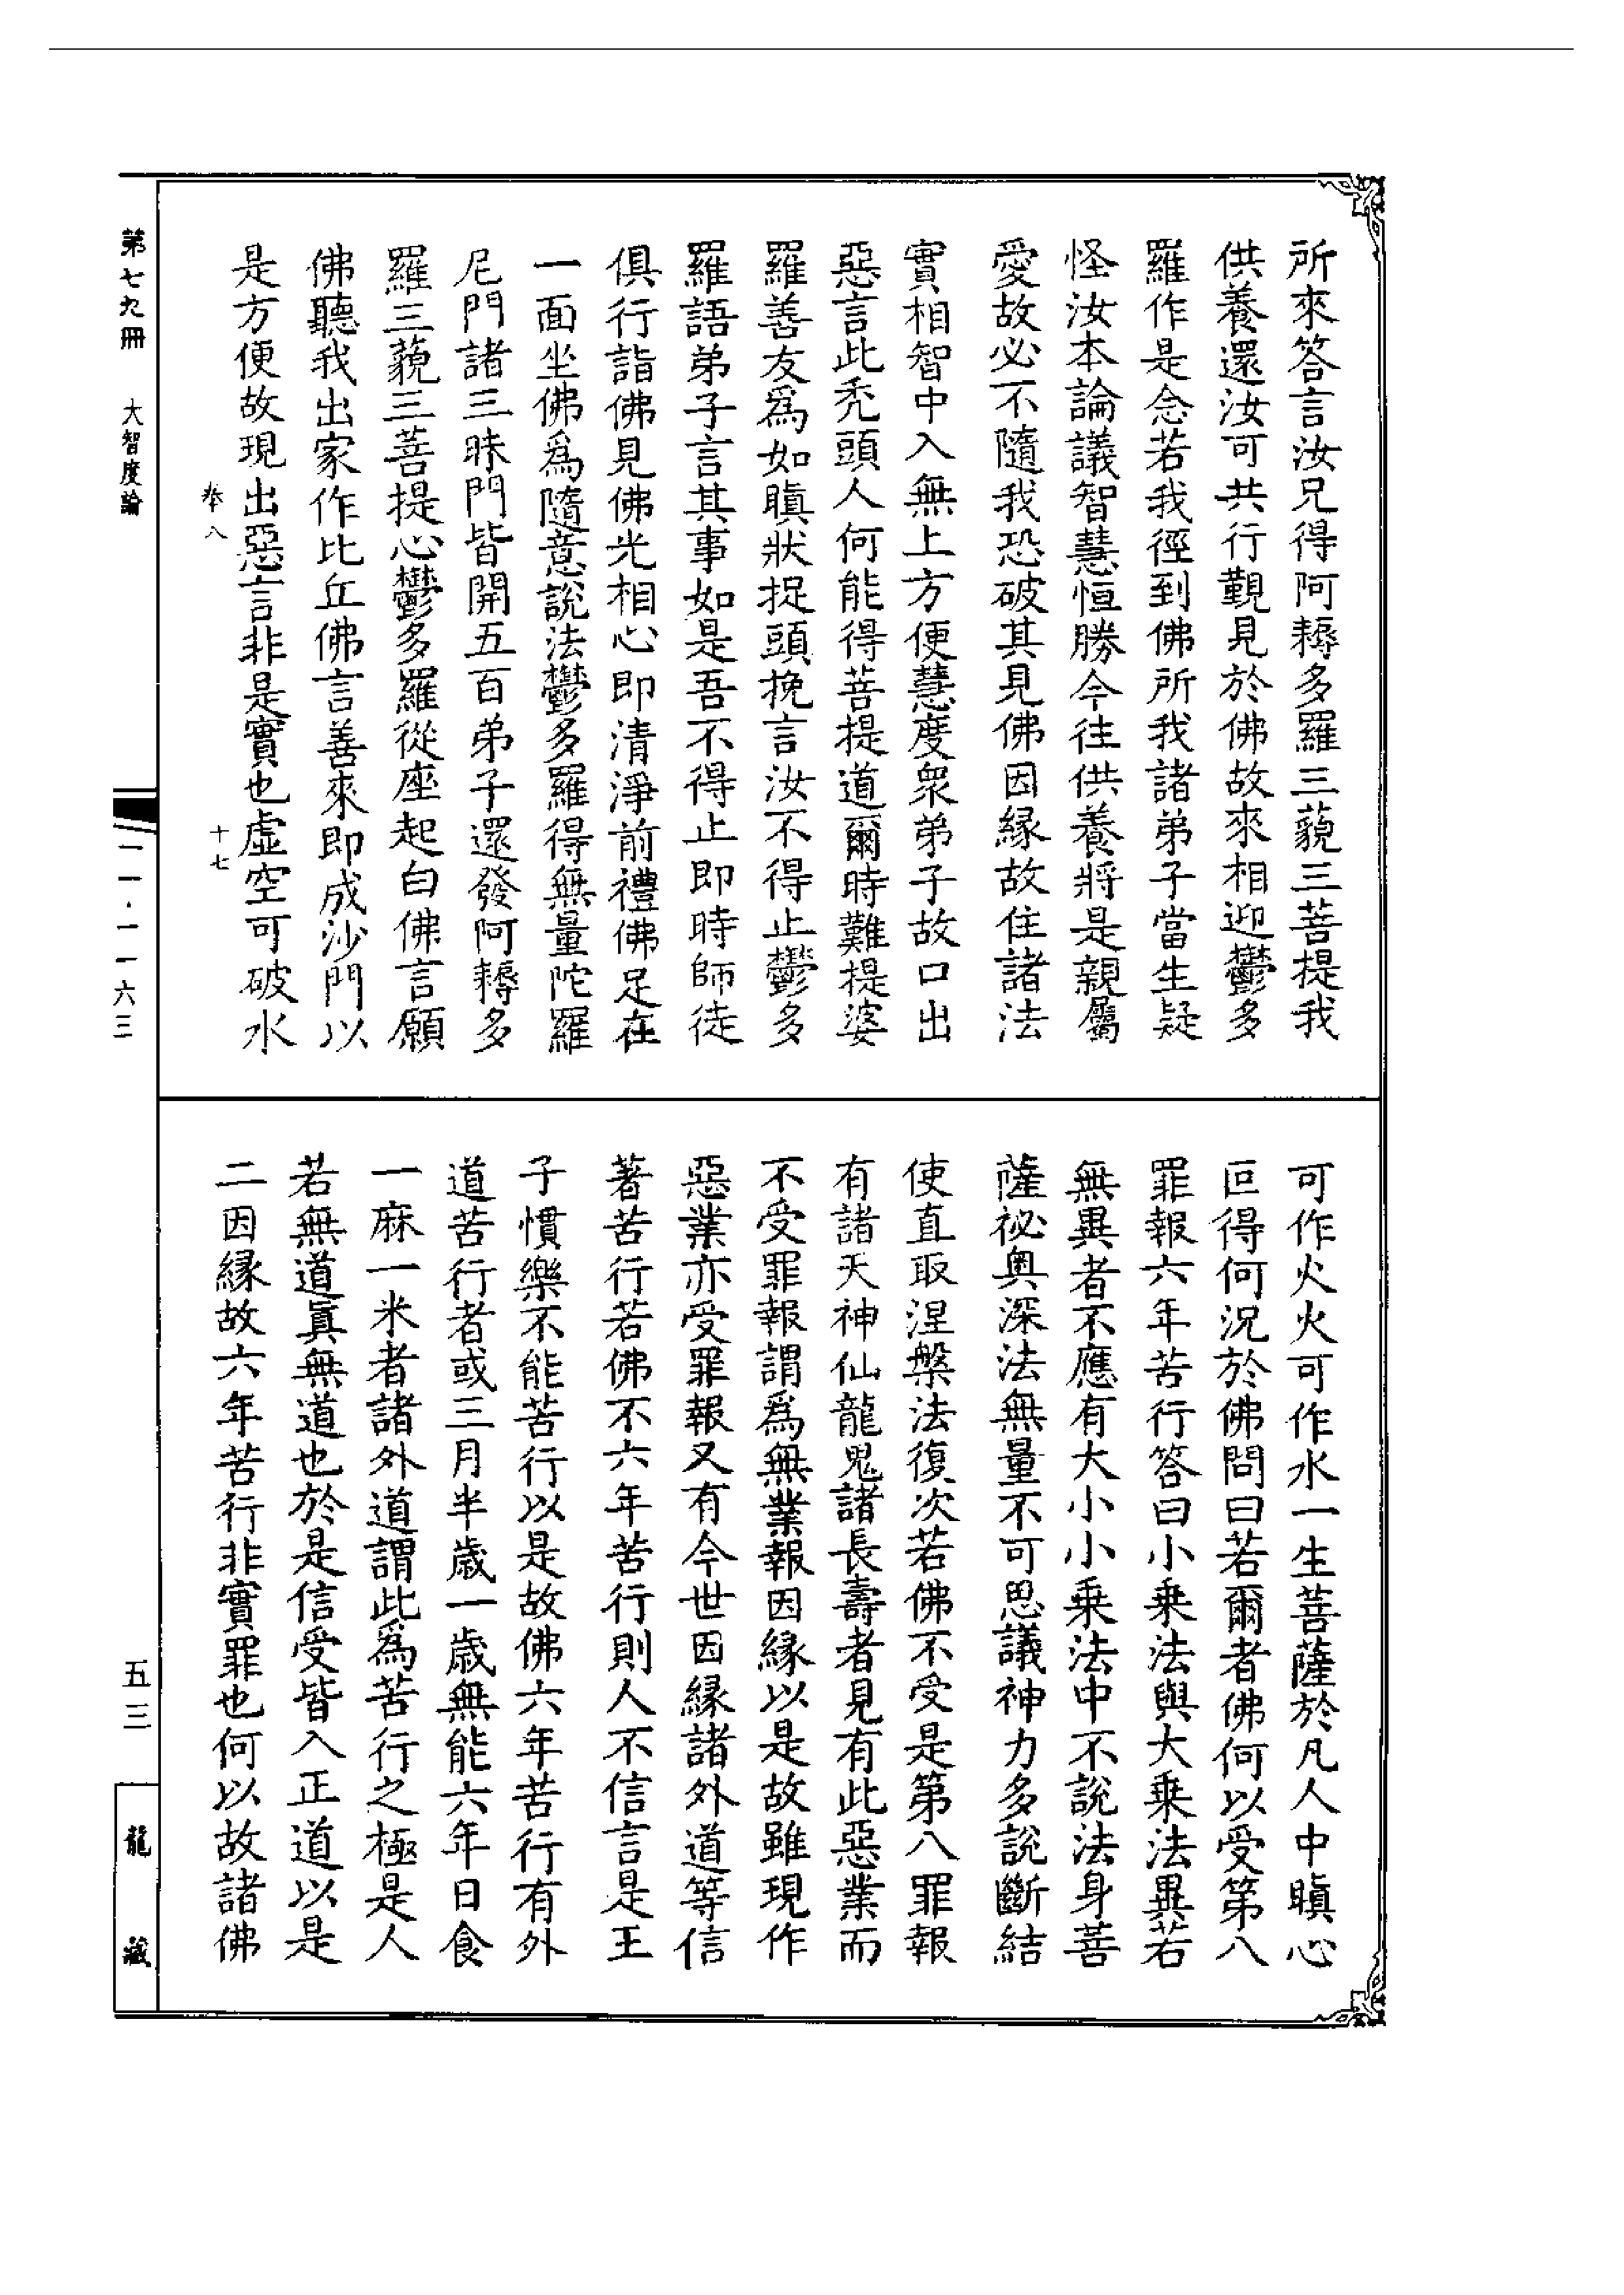 所來答言汝兄得阿耨多羅三藐三菩提我
供養還汝可共行覲見於佛故來相迎鬱多
羅作是念若我徑到佛所我諸弟子當生疑
怪汝本論議智慧恒勝今往供養將是親屬
愛故必不隨我恐破其見佛因緣故住諸法
實相智中入無上方便慧度衆弟子故口出
惡言此禿頭人何能得菩提道爾時難提婆
羅善友爲如瞋狀捉頭挽言汝不得止鬱多
羅語弟子言其事如是吾不得止即時師徒
俱行詣佛見佛光相心即清淨前禮佛足在
一面坐佛爲隨意說法鬱多羅得無量陀羅
尼門諸三昧門皆開五百弟子還發阿耨多
羅三藐三菩提心鬱多羅從座起白佛言願
佛聽我出家作比丘佛言善來即成沙門以
是方便故現出惡言非是實也虛空可破水
可作火火可作水一生菩薩於凡人中瞋心
叵得何況於佛問曰若爾者佛何以受第八
罪報六年苦行答曰小乗法與大乗法異若
無異者不應有大小小乗法中不說法身菩
薩祕奧深法無量不可思議神力多說斷結
使直取涅槃法復次若佛不受是第八罪報
有諸天神仙龍鬼諸長壽者見有此惡業而
不受罪報謂爲無業報因緣以是故雖現作
惡業亦受罪報又有今世因緣諸外道等信
著苦行若佛不六年苦行則人不信言是王
子慣樂不能苦行以是故佛六年苦行有外
道苦行者或三月半歲一歲無能六年日食
一麻一米者諸外道謂此爲苦行之極是人
若無道眞無道也於是信受皆入正道以是
二因緣故六年苦行非實罪也何以故諸佛
第七九冊　大智度論
十七
一一·一一六三
五三
龍藏